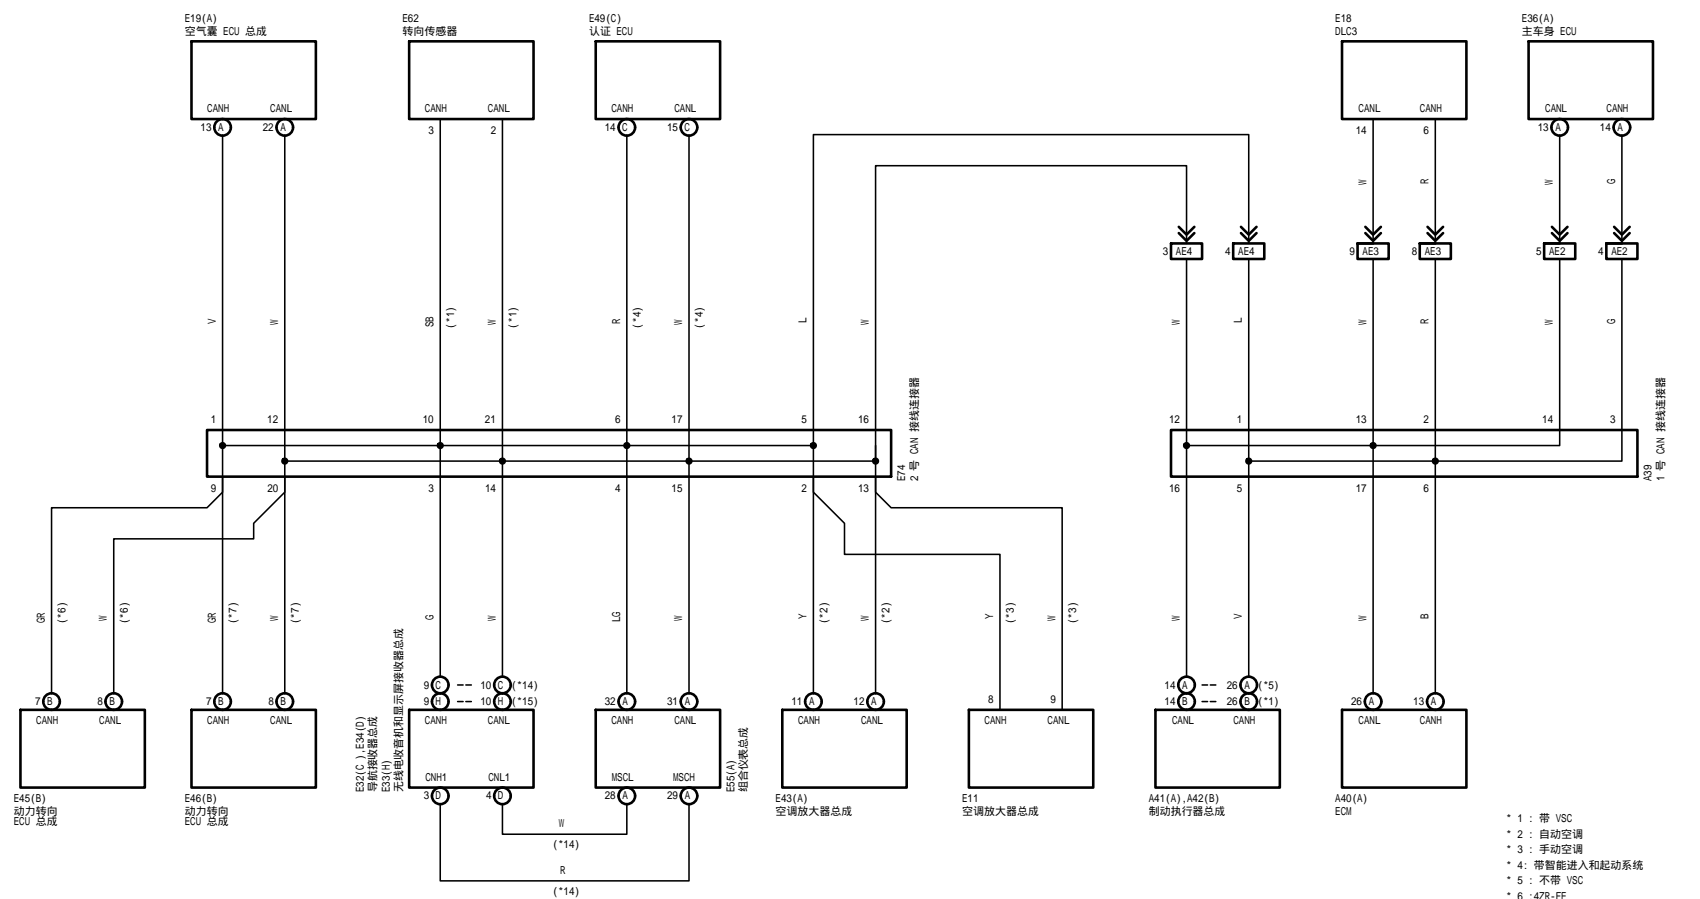 E19(A)
空气囊 ECU 总成
CANH CANL
13 A 22 A
E62
转向传感器
CANH CANL
3 2
E49(C)
认证 ECU
CANH CANL
14 C 15 C
E18
DLC3
CANL CANH
14 6
E36(A)
主车身 ECU
CANL CANH
13 A 14 A
W R W G
3 AE4 4 AE4 9 AE3 8 AE3 5 AE2 4 AE2
V W SB (*1) W (*1) R (*4) W (*4) L W W L W R W G
1 12 10 21 6 17 5 16
E74
2 号 CAN 接线连接器
9 20 3 14 4 15 2 13
12 1 13 2 14 3
A39
1 号 CAN 接线连接器
16 5 17 6
GR (*6) W (*6) GR (*7) W (*7) G W LG W Y (*2) W (*2) Y (*3) W (*3) W V W B
7 B 8 B
CANH CANL
E45(B)
动力转向
ECU 总成
7 B 8 B
CANH CANL
E46(B)
动力转向
ECU 总成
9 C -- 10 C (*14)
9 H -- 10 H (*15)
CANH CANL
CNH1 CNL1
3 D 4 D
E32(C),E34(D)
导航接收器总成
E33(H)
无线电收音机和显示屏接收器总成
32 A 31 A
CANH CANL
MSCL MSCH
28 A 29 A
E55(A)
组合仪表总成
W
(*14)
R
(*14)
11 A 12 A
CANH CANL
E43(A)
空调放大器总成
8 9
CANH CANL
E11
空调放大器总成
14 A -- 26 A (*5)
14 B -- 26 B (*1)
CANL CANH
A41(A),A42(B)
制动执行器总成
26 A 13 A
CANL CANH
A40(A)
ECM
* 1 : 带 VSC
* 2 : 自动空调
* 3 : 手动空调
* 4: 带智能进入和起动系统
* 5 : 不带 VSC
* 6 :4ZR-FE